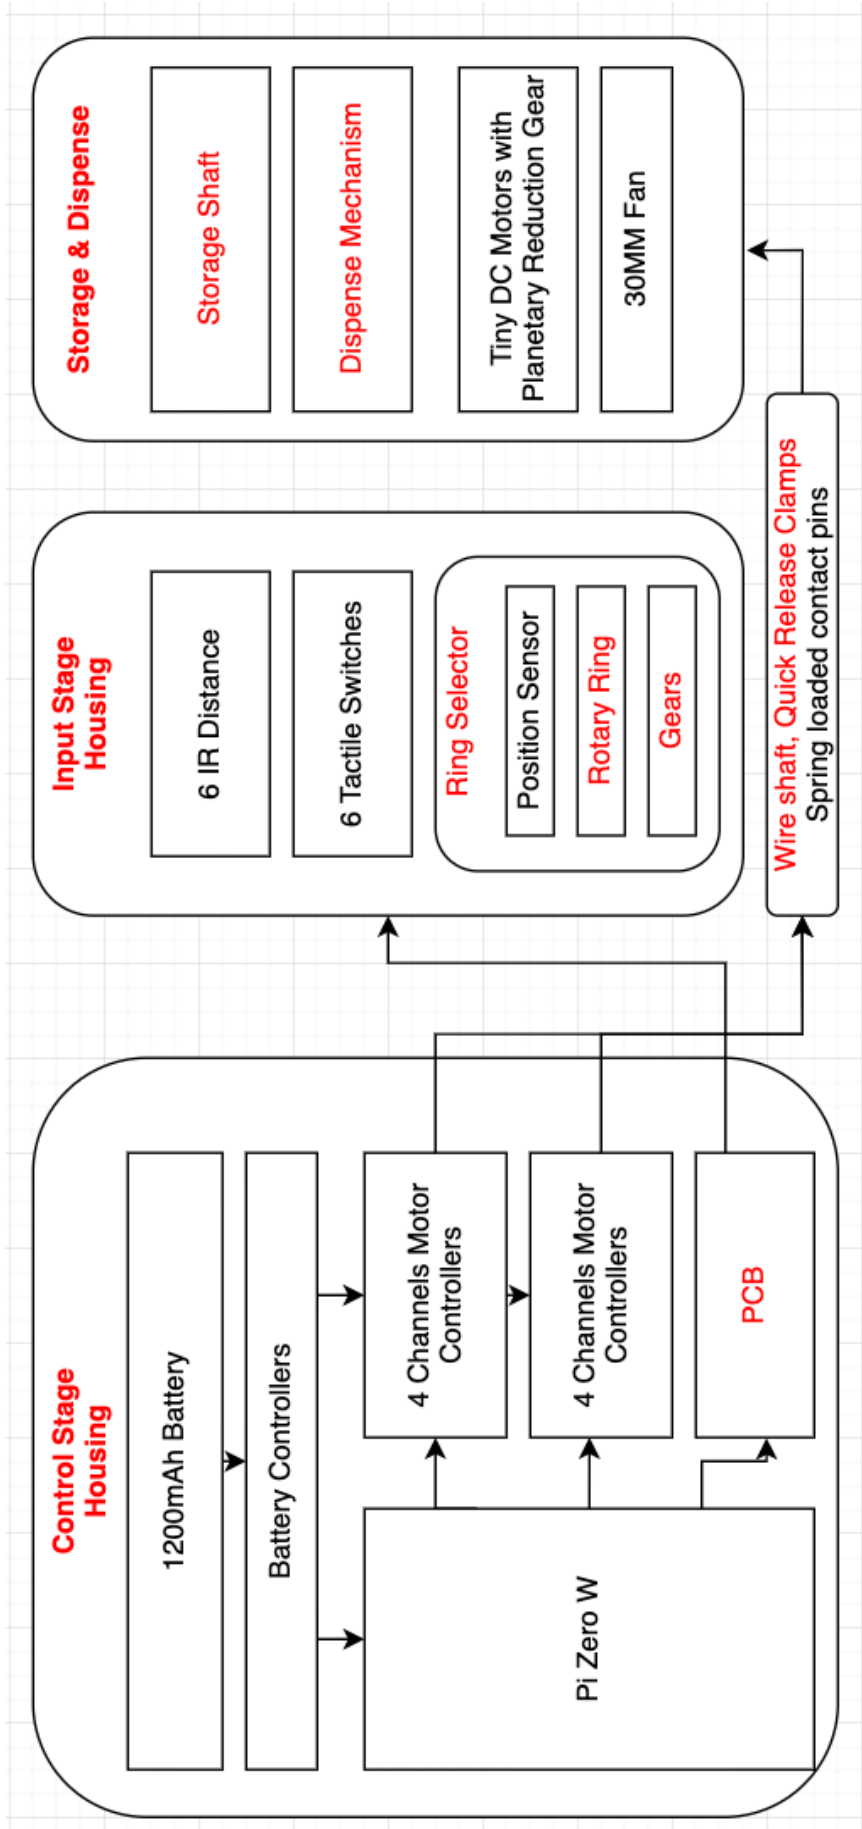 Control Stage
Housing
1200mAh Battery
Battery Controllers
Pi Zero W
4 Channels Motor
Controllers
4 Channels Motor
Controllers
PCB
Input Stage
Housing
6 IR Distance
6 Tactile Switches
Ring Selector
Position Sensor
Rotary Ring
Gears
Wire shaft, Quick Release Clamps
Spring loaded contact pins
Storage & Dispense
Storage Shaft
Dispense Mechanism
Tiny DC Motors with
Planetary Reduction Gear
30MM Fan